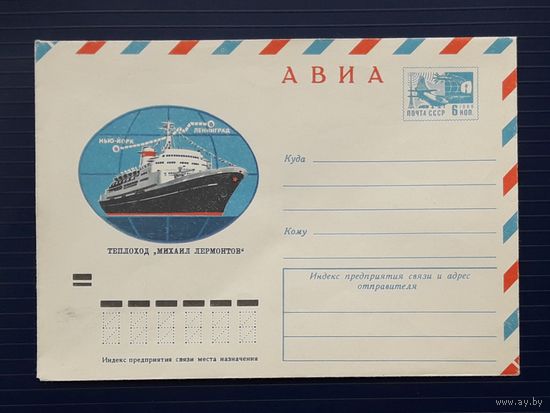 АВИА
1966
ПОЧТА СССР 6 КОП.
НЬЮ-ЙОРК
ЛЕНИНГРАД
ТЕПЛОХОД „МИХАИЛ ЛЕРМОНТОВ“
Куда
Кому
Индекс предприятия связи и адрес
отправителя
Индекс предприятия связи места назначения
www.ay.by